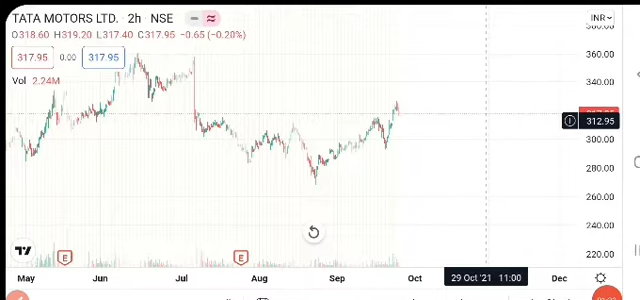 TATA MOTORS LTD. · 2h · NSE
INR
O318.60 H319.20 L317.40 C317.95 −0.65 (−0.20%)
317.95 0.00 317.95
Vol 2.24M
380.00
360.00
340.00
312.95
300.00
280.00
260.00
240.00
220.00
E E
May Jun Jul Aug Sep Oct 29 Oct '21 11:00 Dec